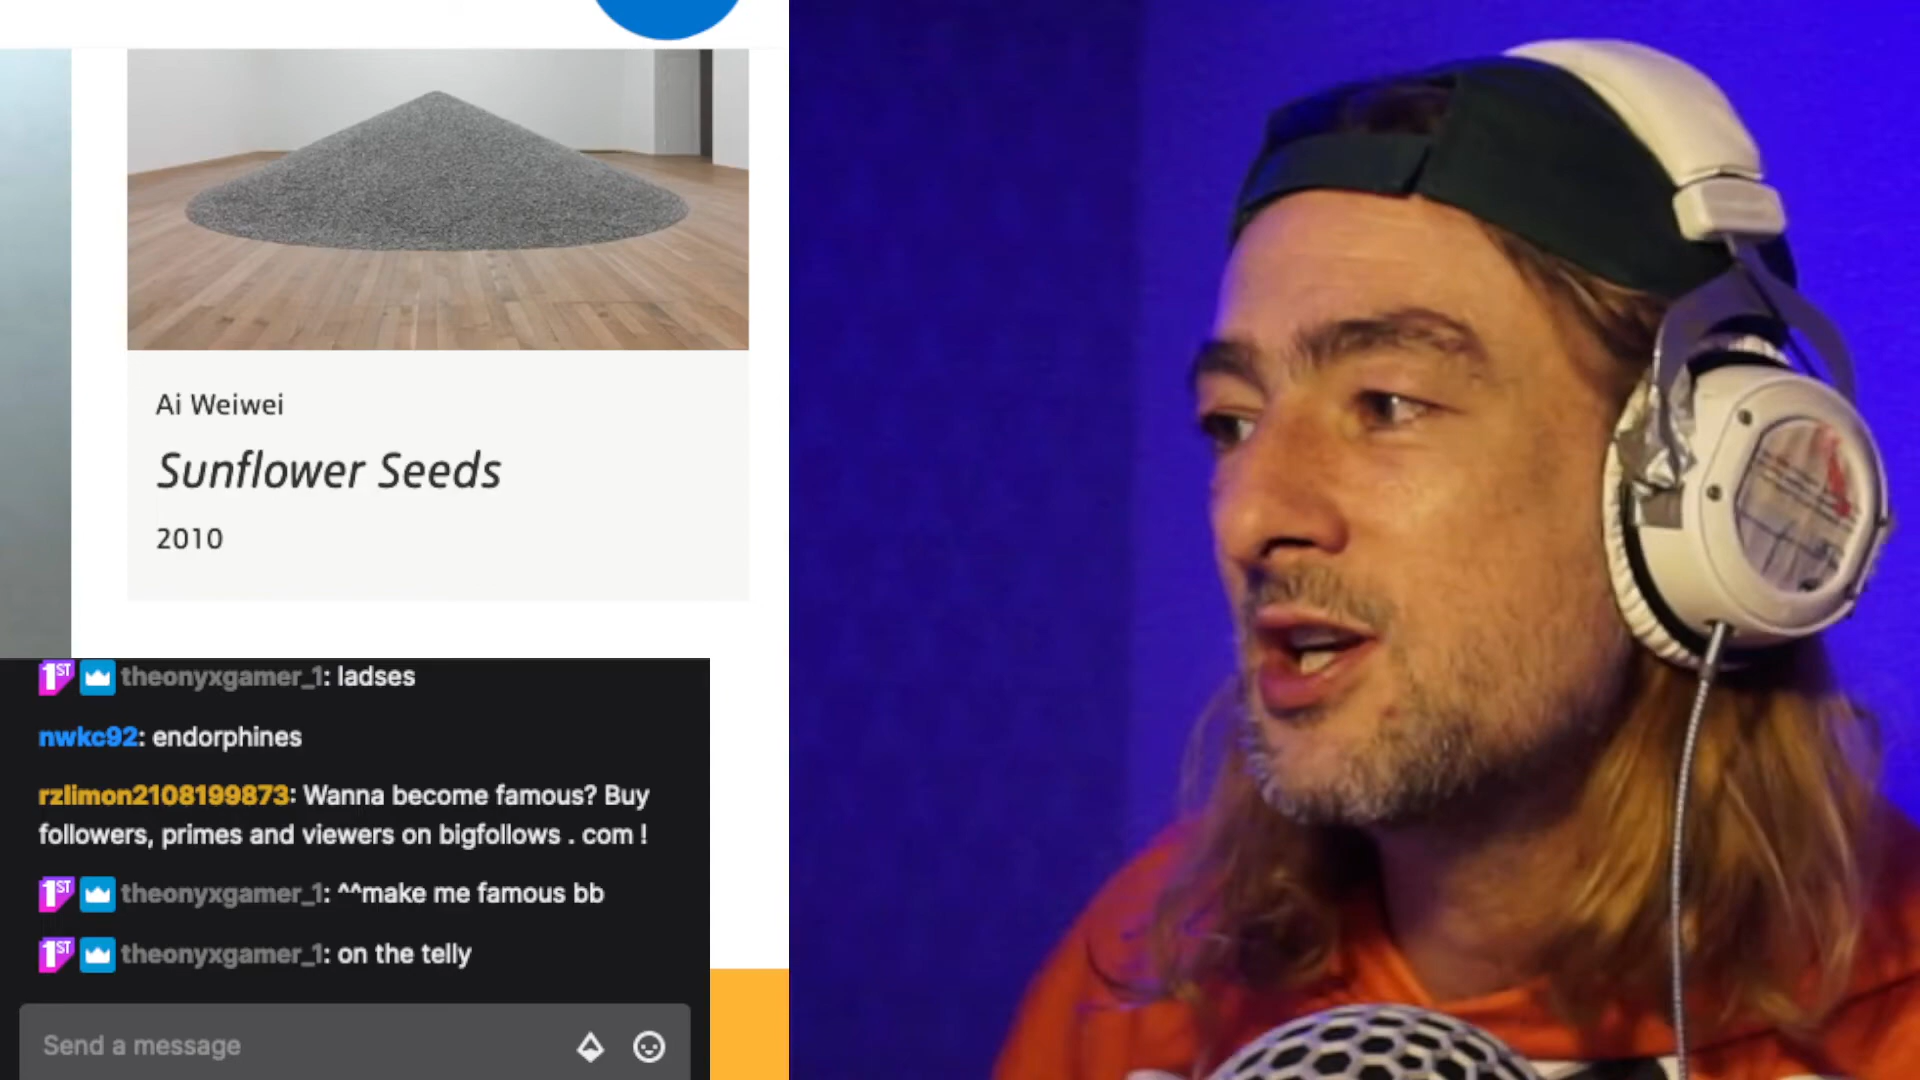 Ai Weiwei
Sunflower Seeds
2010
1ST theonyxgamer_1: ladses
nwkc92: endorphines
rzlimon2108199873: Wanna become famous? Buy
followers, primes and viewers on bigfollows . com !
1ST theonyxgamer_1: ^^make me famous bb
1ST theonyxgamer_1: on the telly
Send a message